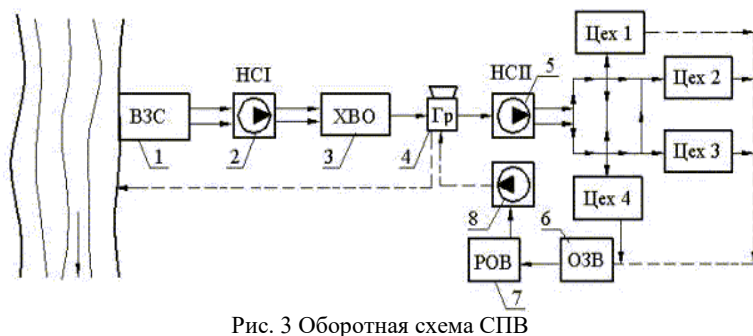 Цех 1
НСI
НСП
5
Цех 2
ВЗС
ХВО
Гр
1
2
3
4
Цех 3
Цех 4
8
6
РОВ
ОЗВ
7
Рис. 3 Оборотная схема СПВ